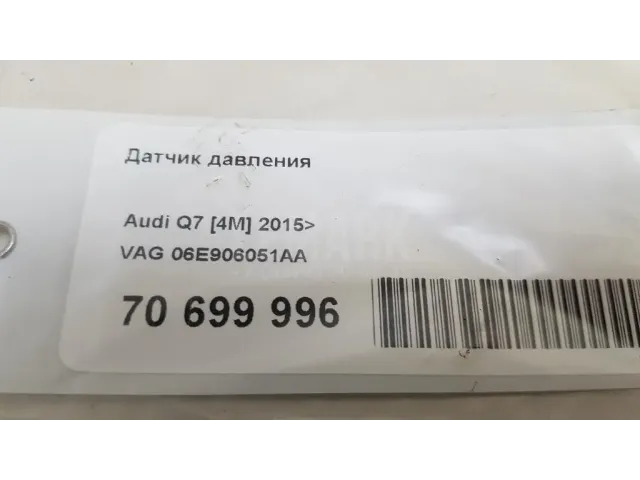 Датчик давления
Audi Q7 [4M] 2015>
VAG 06E906051AA
70 699 996